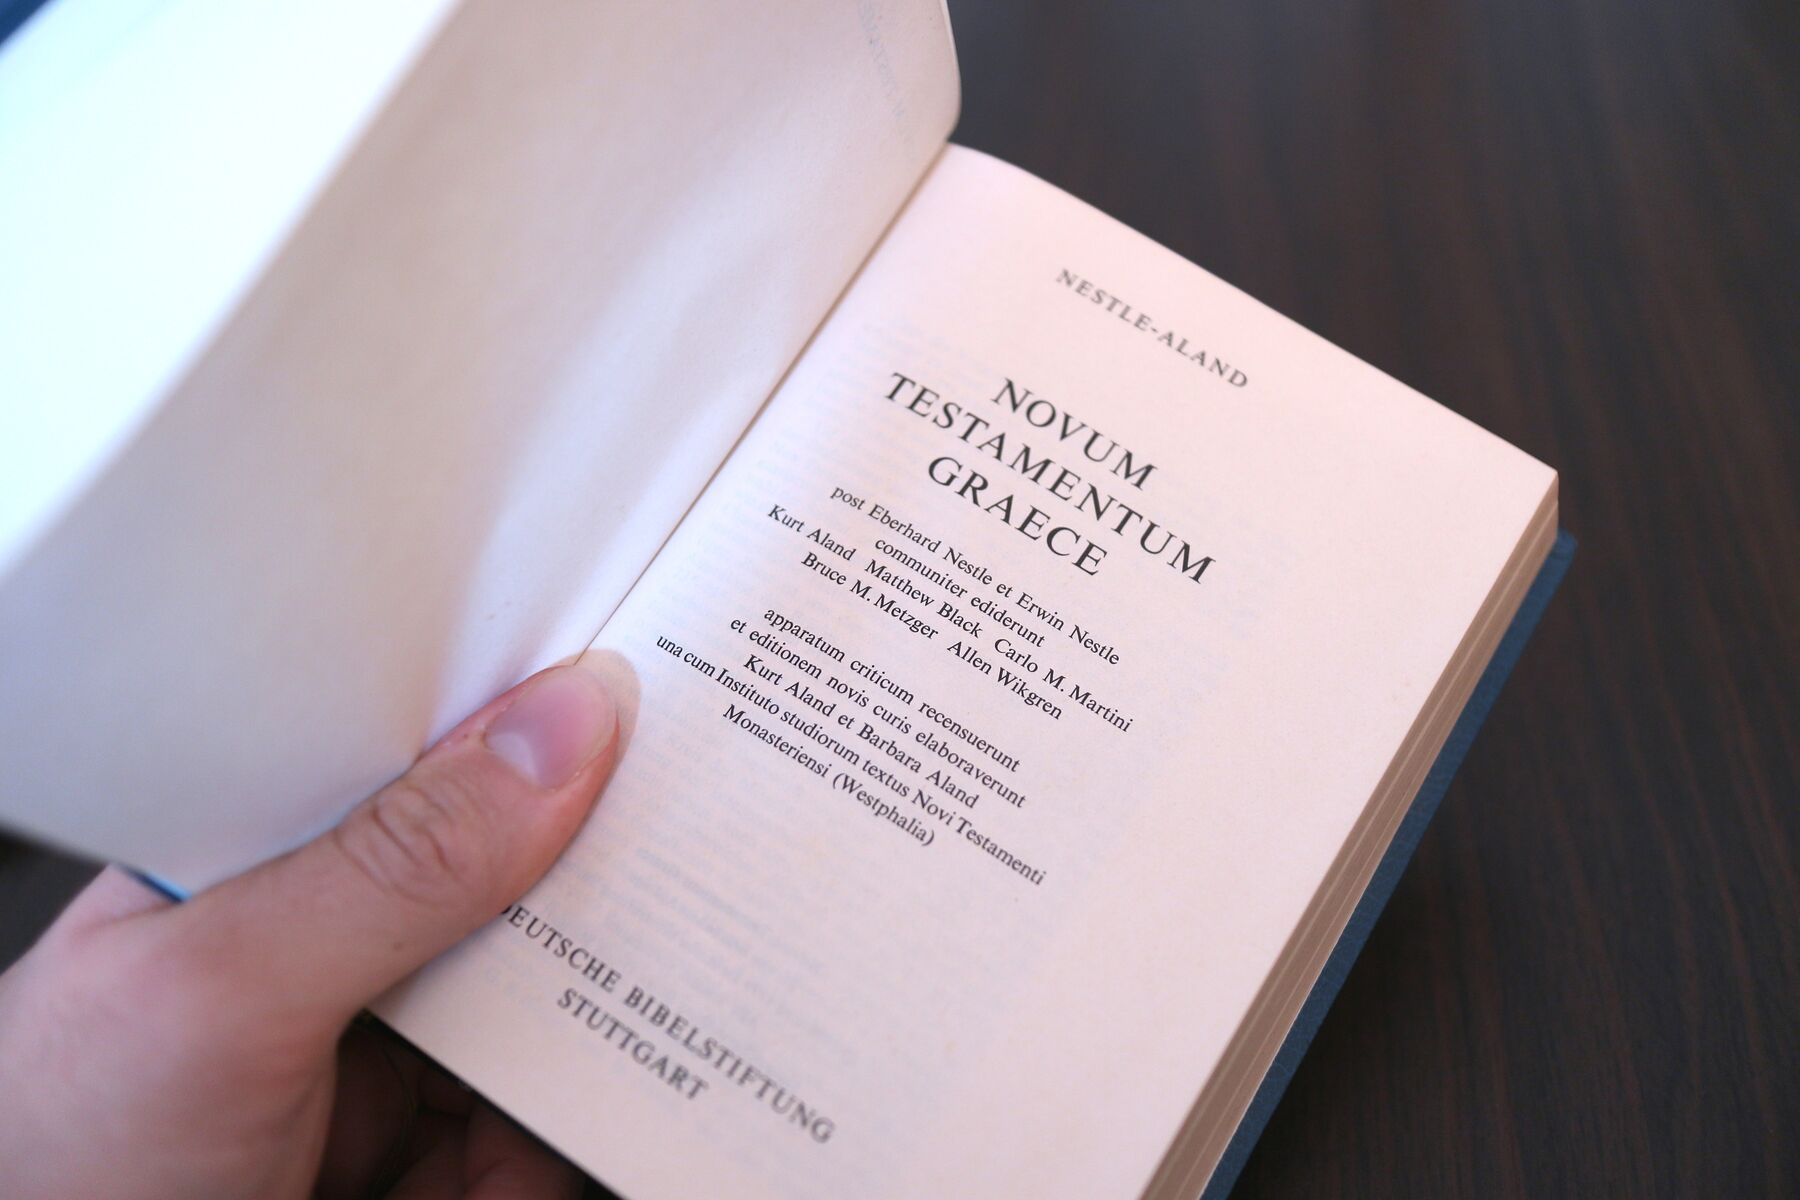 NESTLE-ALAND
NOVUM
TESTAMENTUM
GRAECE
post Eberhard Nestle et Erwin Nestle
communiter ediderunt
Kurt Aland Matthew Black Carlo M. Martini
Bruce M. Metzger Allen Wikgren
apparatum criticum recensuerunt
et editionem novis curis elaboraverunt
Kurt Aland et Barbara Aland
una cum Instituto studiorum textus Novi Testamenti
Monasteriensi (Westphalia)
DEUTSCHE BIBELSTIFTUNG
STUTTGART